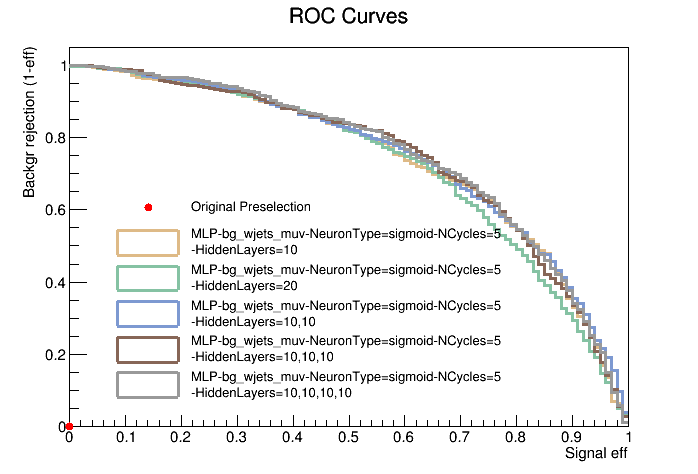 ROC Curves
Backgr rejection (1-eff)
1
0.8
0.6
0.4
0.2
0
Original Preselection
MLP-bg_wjets_muv-NeuronType=sigmoid-NCycles=5
-HiddenLayers=10
MLP-bg_wjets_muv-NeuronType=sigmoid-NCycles=5
-HiddenLayers=20
MLP-bg_wjets_muv-NeuronType=sigmoid-NCycles=5
-HiddenLayers=10,10
MLP-bg_wjets_muv-NeuronType=sigmoid-NCycles=5
-HiddenLayers=10,10,10
MLP-bg_wjets_muv-NeuronType=sigmoid-NCycles=5
-HiddenLayers=10,10,10,10
0 0.1 0.2 0.3 0.4 0.5 0.6 0.7 0.8 0.9 1
Signal eff